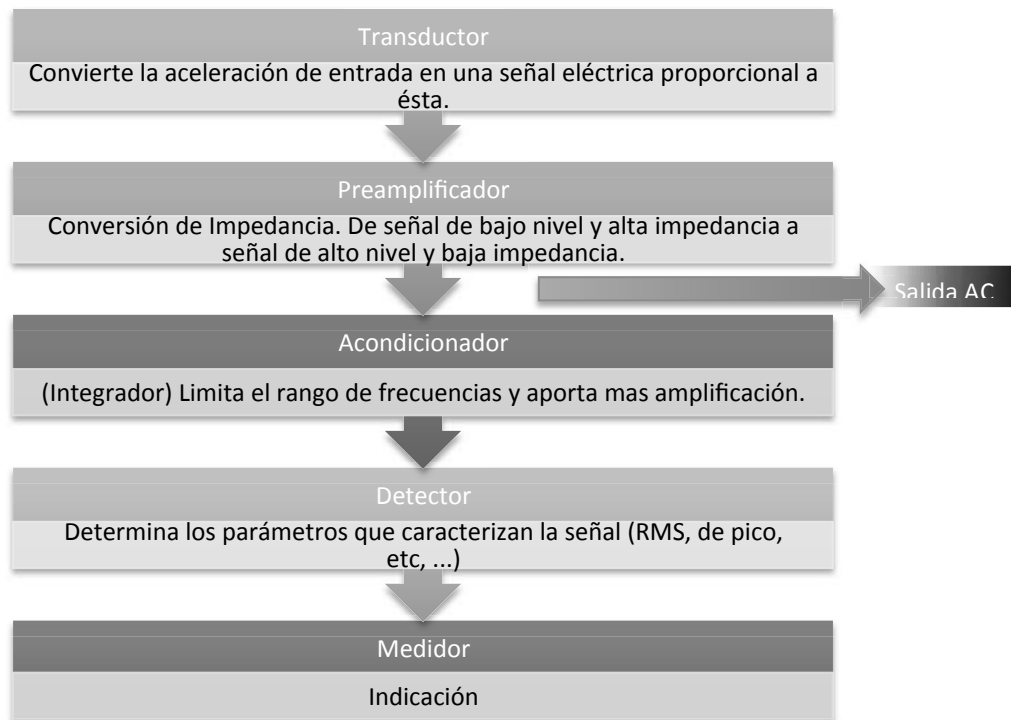 Transductor
Convierte la aceleración de entrada en una señal eléctrica proporcional a
ésta.
Preamplificador
Conversión de Impedancia. De señal de bajo nivel y alta impedancia a
señal de alto nivel y baja impedancia.
Salida AC
Acondicionador
(Integrador) Limita el rango de frecuencias y aporta mas amplificación.
Detector
Determina los parámetros que caracterizan la señal (RMS, de pico,
etc, ...)
Medidor
Indicación